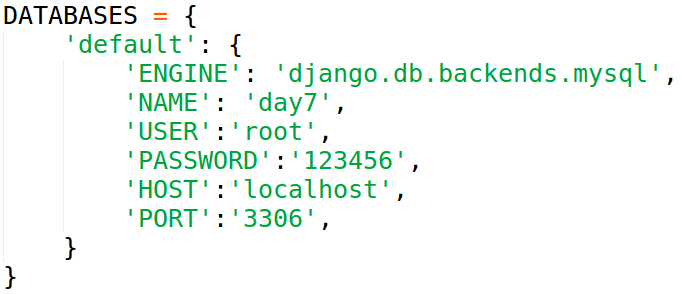 DATABASES = {
    'default': {
        'ENGINE': 'django.db.backends.mysql',
        'NAME': 'day7',
        'USER':'root',
        'PASSWORD':'123456',
        'HOST':'localhost',
        'PORT':'3306',
    }
}